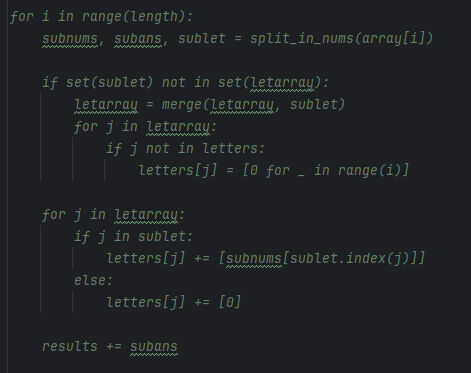 for i in range(length):
    subnums, subans, sublet = split_in_nums(array[i])

    if set(sublet) not in set(letarray):
        letarray = merge(letarray, sublet)
        for j in letarray:
            if j not in letters:
                letters[j] = [0 for _ in range(i)]

    for j in letarray:
        if j in sublet:
            letters[j] += [subnums[sublet.index(j)]]
        else:
            letters[j] += [0]

    results += subans